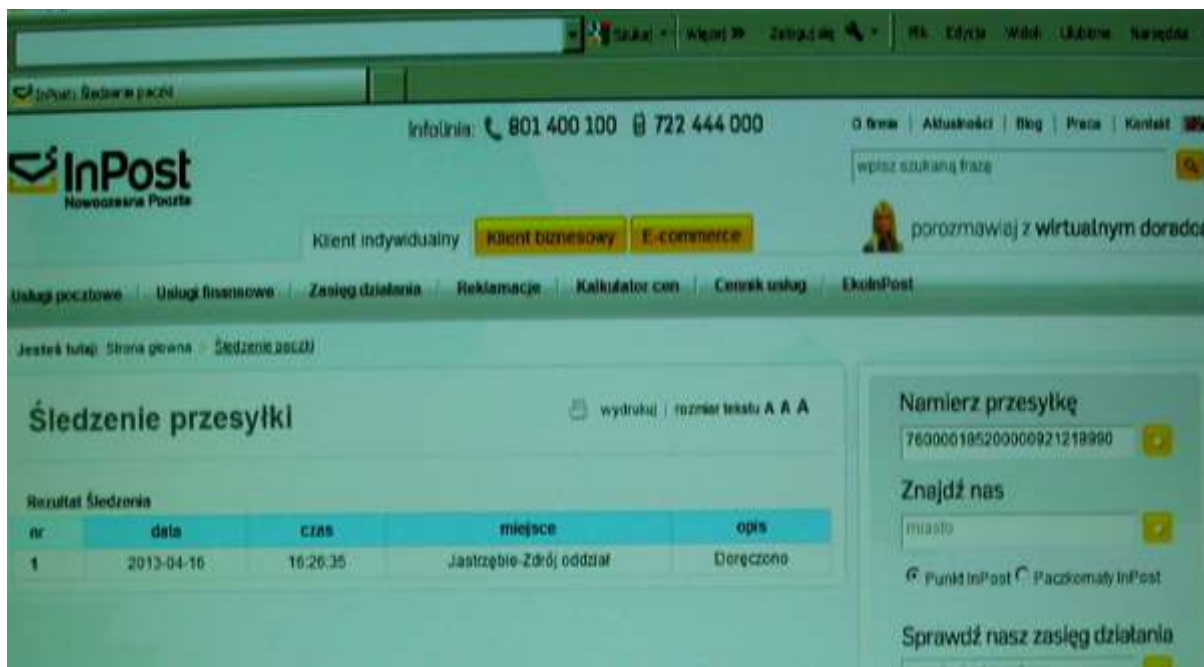 Szukaj Więcej Zaloguj się Plik Edycja Widok Ulubione Narzędzia
InPost: Śledzenie paczki
Infolinia: 801 400 100 722 444 000
O firmie | Aktualności | Blog | Praca | Kontakt
InPost
Nowoczesna Poczta
wpisz szukaną frazę
Klient indywidualny Klient biznesowy E-commerce
porozmawiaj z wirtualnym doradcą
Usługi pocztowe Usługi finansowe Zasięg działania Reklamacje Kalkulator cen Cennik usług EkoInPost
Jesteś tutaj: Strona główna Śledzenie paczki
Śledzenie przesyłki
wydrukuj | rozmiar tekstu A A A
Rezultat Śledzenia
nr data czas miejsce opis
1 2013-04-16 16:26:35 Jastrzębie-Zdrój oddział Doręczono
Namierz przesyłkę
Znajdź nas
miasto
Punkt InPost Paczkomaty InPost
Sprawdź nasz zasięg działania